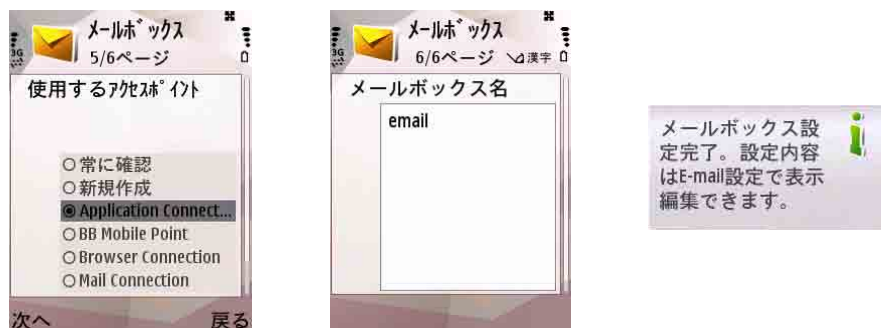 メールボックス
3G
5/6ページ
使用するｱｸｾｽﾎﾟｲﾝﾄ
常に確認
新規作成
Application Connect...
BB Mobile Point
Browser Connection
Mail Connection
次へ 戻る
メールボックス
3G
6/6ページ 漢字
メールボックス名
email
メールボックス設
定完了。設定内容
はE-mail設定で表示
編集できます。